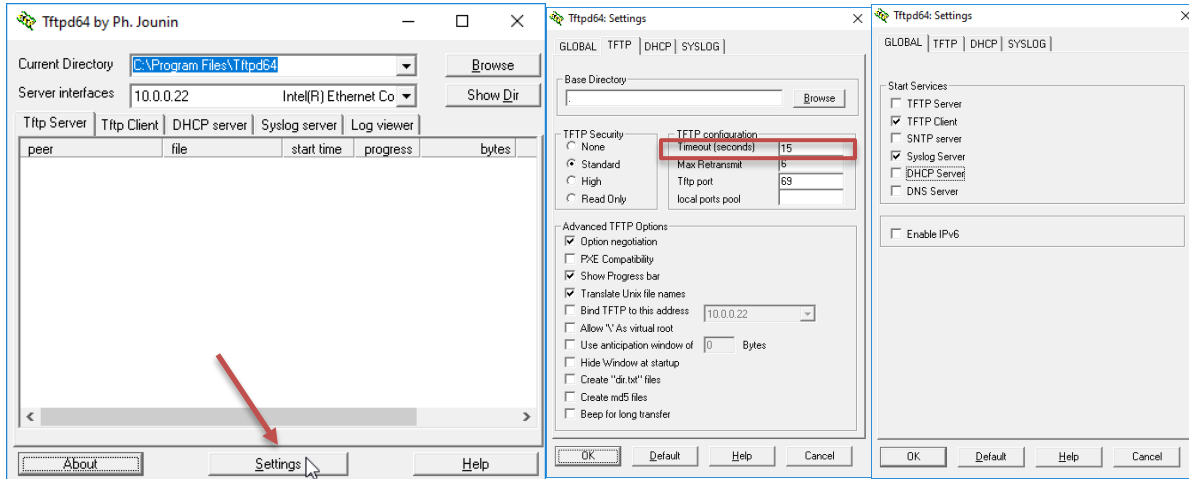 Tftpd64 by Ph. Jounin
Current Directory C:\Program Files\Tftpd64 Browse
Server interfaces 10.0.0.22 Intel(R) Ethernet Co Show Dir
Tftp Server Tftp Client DHCP server Syslog server Log viewer
peer file start time progress bytes
About Settings Help
Tftpd64: Settings
GLOBAL TFTP DHCP SYSLOG
Base Directory
. Browse
TFTP Security
None
Standard
High
Read Only
TFTP configuration
Timeout (seconds) 15
Max Retransmit 6
Tftp port 69
local ports pool
Advanced TFTP Options
Option negotiation
PXE Compatibility
Show Progress bar
Translate Unix file names
Bind TFTP to this address 10.0.0.22
Allow '\' As virtual root
Use anticipation window of 0 Bytes
Hide Window at startup
Create "dir.txt" files
Create md5 files
Beep for long transfer
OK Default Help Cancel
Tftpd64: Settings
GLOBAL TFTP DHCP SYSLOG
Start Services
TFTP Server
TFTP Client
SNTP server
Syslog Server
DHCP Server
DNS Server
Enable IPv6
OK Default Help Cancel